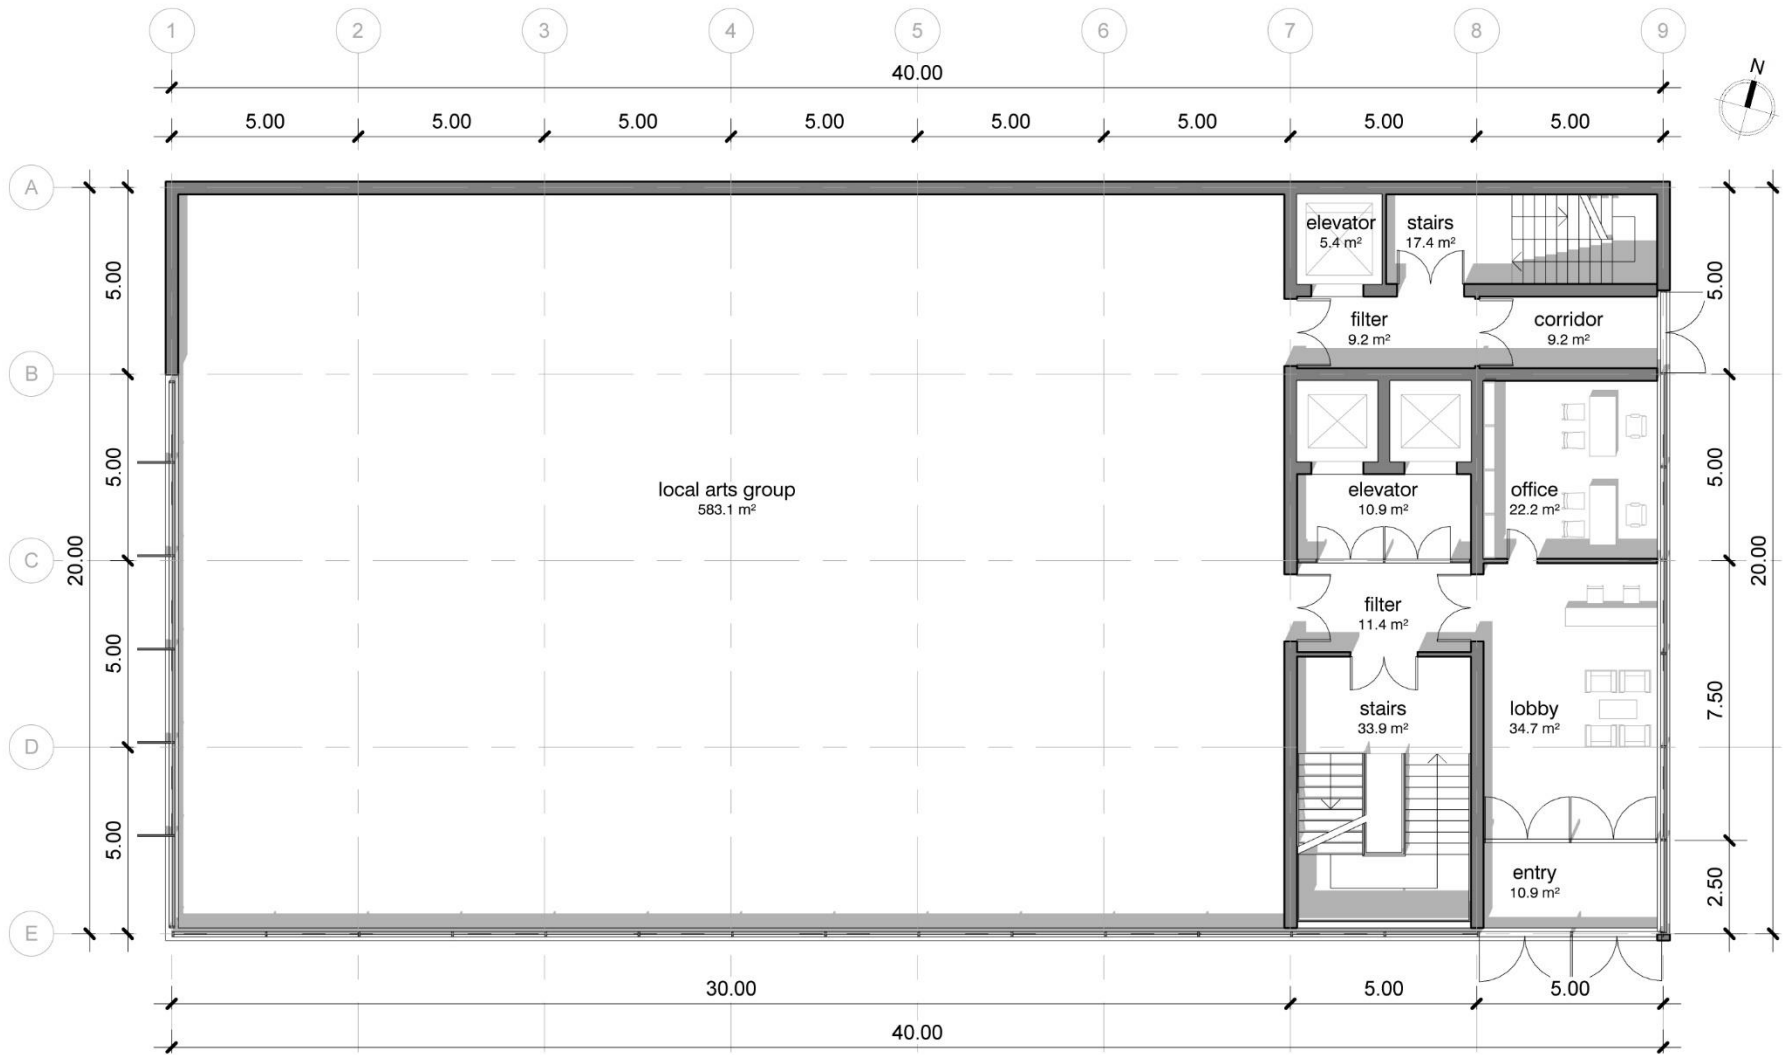 1 2 3 4 5 6 7 8 9
40.00
N
5.00 5.00 5.00 5.00 5.00 5.00 5.00 5.00
A
elevator
5.4 m²
stairs
17.4 m²
5.00
5.00
filter
9.2 m²
corridor
9.2 m²
B
5.00
local arts group
583.1 m²
elevator
10.9 m²
office
22.2 m²
5.00
C
20.00
20.00
filter
11.4 m²
5.00
stairs
33.9 m²
lobby
34.7 m²
7.50
D
5.00
entry
10.9 m²
2.50
E
30.00 5.00 5.00
40.00